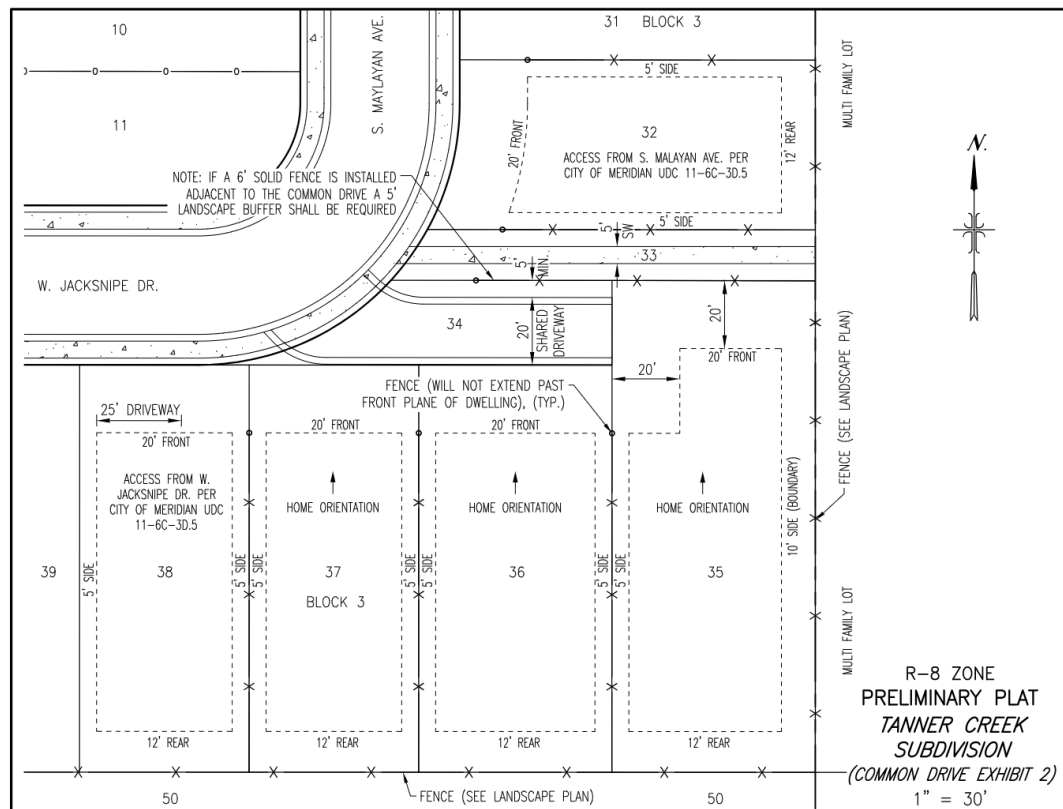 10
31 BLOCK 3
11
S. MAYLAYAN AVE.
MULTI FAMILY LOT
5' SIDE
20' FRONT
32
12' REAR
ACCESS FROM S. MALAYAN AVE. PER
CITY OF MERIDIAN UDC 11-6C-3D.5
5' SIDE
N.
NOTE: IF A 6' SOLID FENCE IS INSTALLED
ADJACENT TO THE COMMON DRIVE A 5'
LANDSCAPE BUFFER SHALL BE REQUIRED
5'
SW
33
5'
MIN.
W. JACKSNIPE DR.
34
20'
SHARED
DRIVEWAY
20'
20' FRONT
20'
FENCE (SEE LANDSCAPE PLAN)
FENCE (WILL NOT EXTEND PAST
FRONT PLANE OF DWELLING), (TYP.)
25' DRIVEWAY
20' FRONT
20' FRONT
20' FRONT
ACCESS FROM W.
JACKSNIPE DR. PER
CITY OF MERIDIAN UDC
11-6C-3D.5
HOME ORIENTATION
HOME ORIENTATION
HOME ORIENTATION
10' SIDE (BOUNDARY)
39
5' SIDE
38
5' SIDE
5' SIDE
37
5' SIDE
5' SIDE
36
5' SIDE
5' SIDE
35
BLOCK 3
MULTI FAMILY LOT
12' REAR
12' REAR
12' REAR
12' REAR
50
FENCE (SEE LANDSCAPE PLAN)
50
R-8 ZONE
PRELIMINARY PLAT
TANNER CREEK
SUBDIVISION
(COMMON DRIVE EXHIBIT 2)
1" = 30'